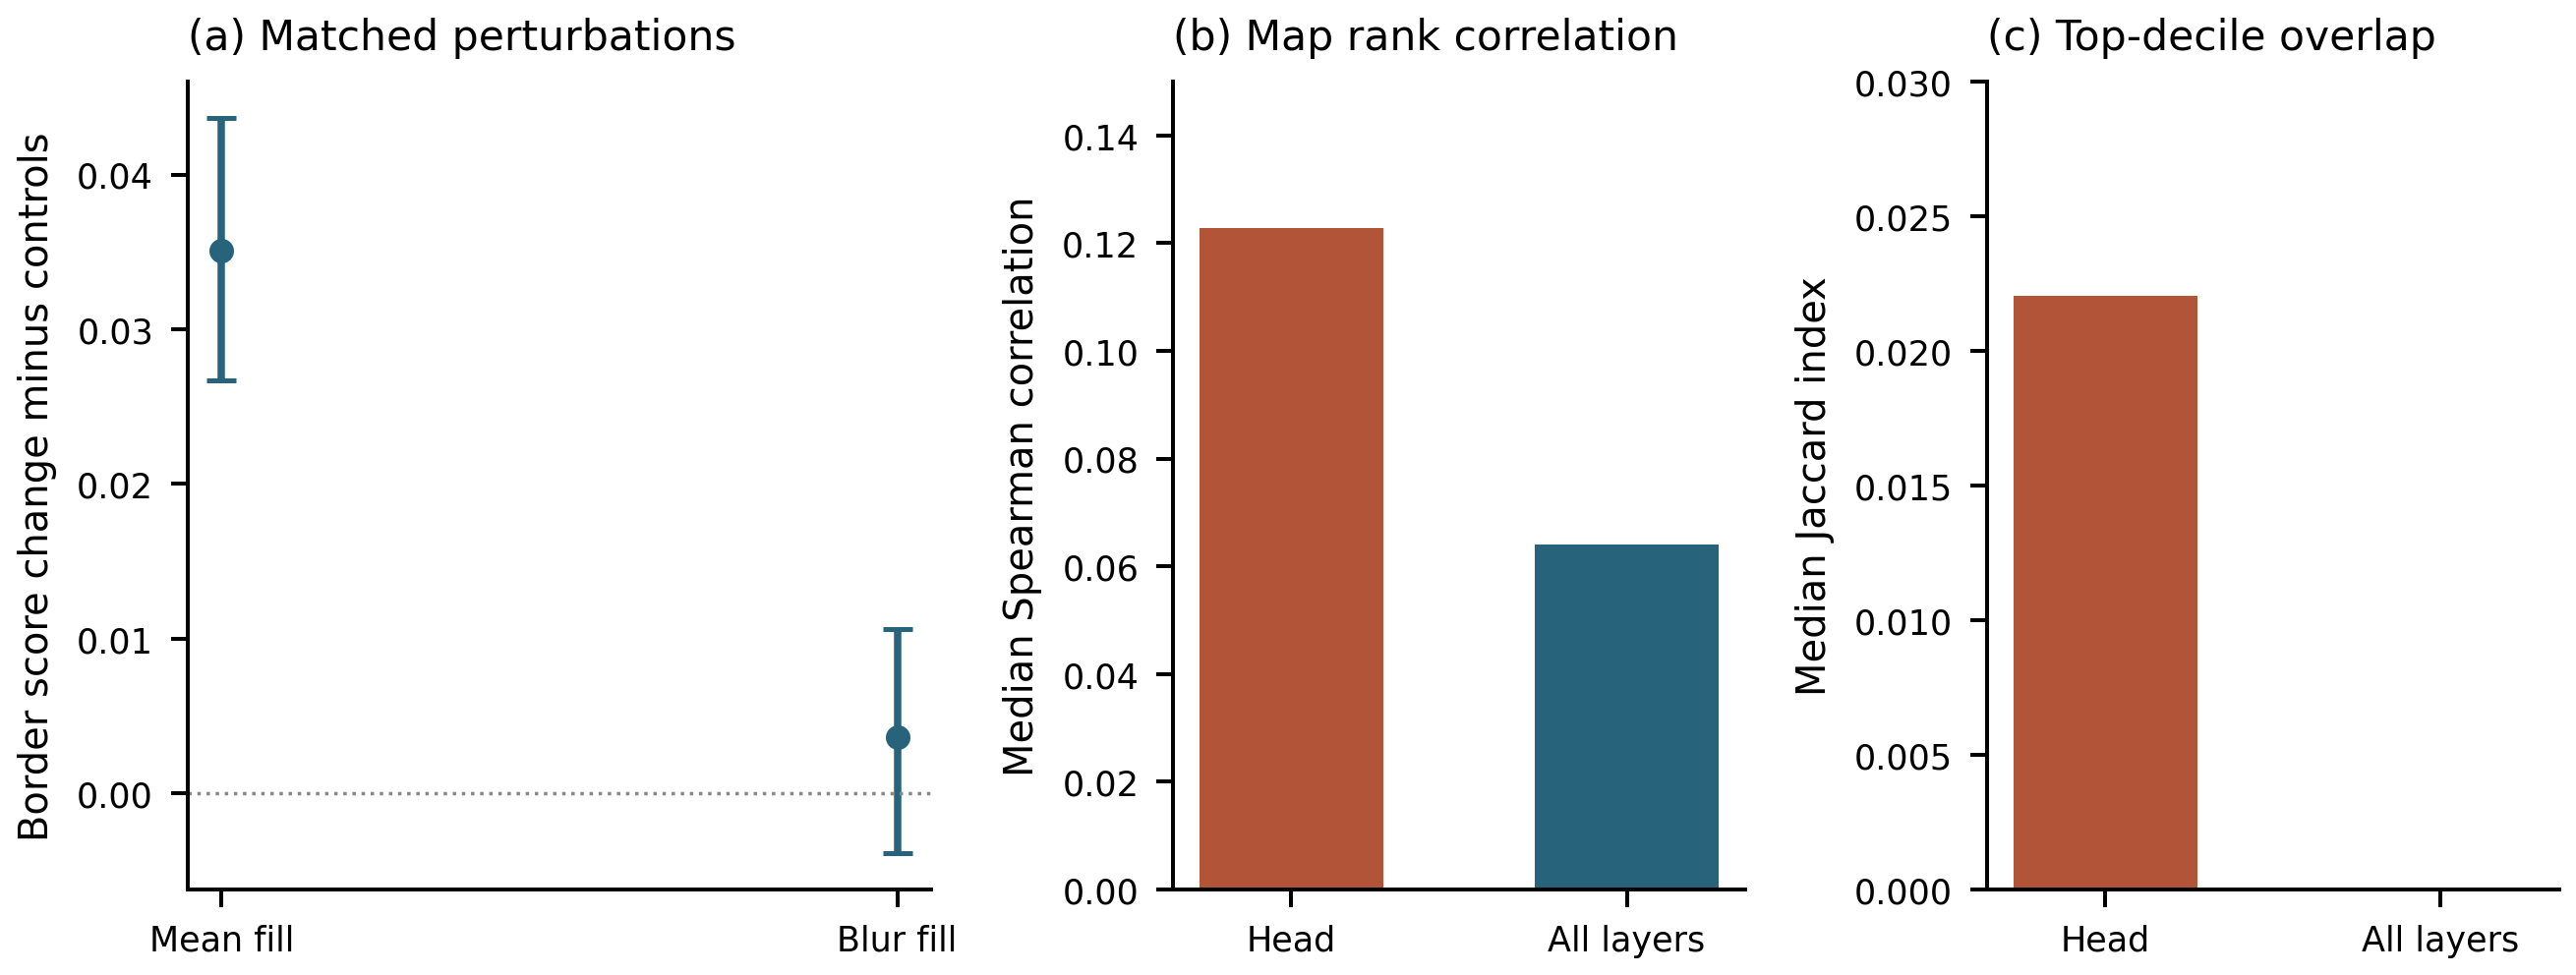 (a) Matched perturbations
Border score change minus controls
0.04
0.03
0.02
0.01
0.00
Mean fill
Blur fill
(b) Map rank correlation
Median Spearman correlation
0.14
0.12
0.10
0.08
0.06
0.04
0.02
0.00
Head
All layers
(c) Top-decile overlap
Median Jaccard index
0.030
0.025
0.020
0.015
0.010
0.005
0.000
Head
All layers